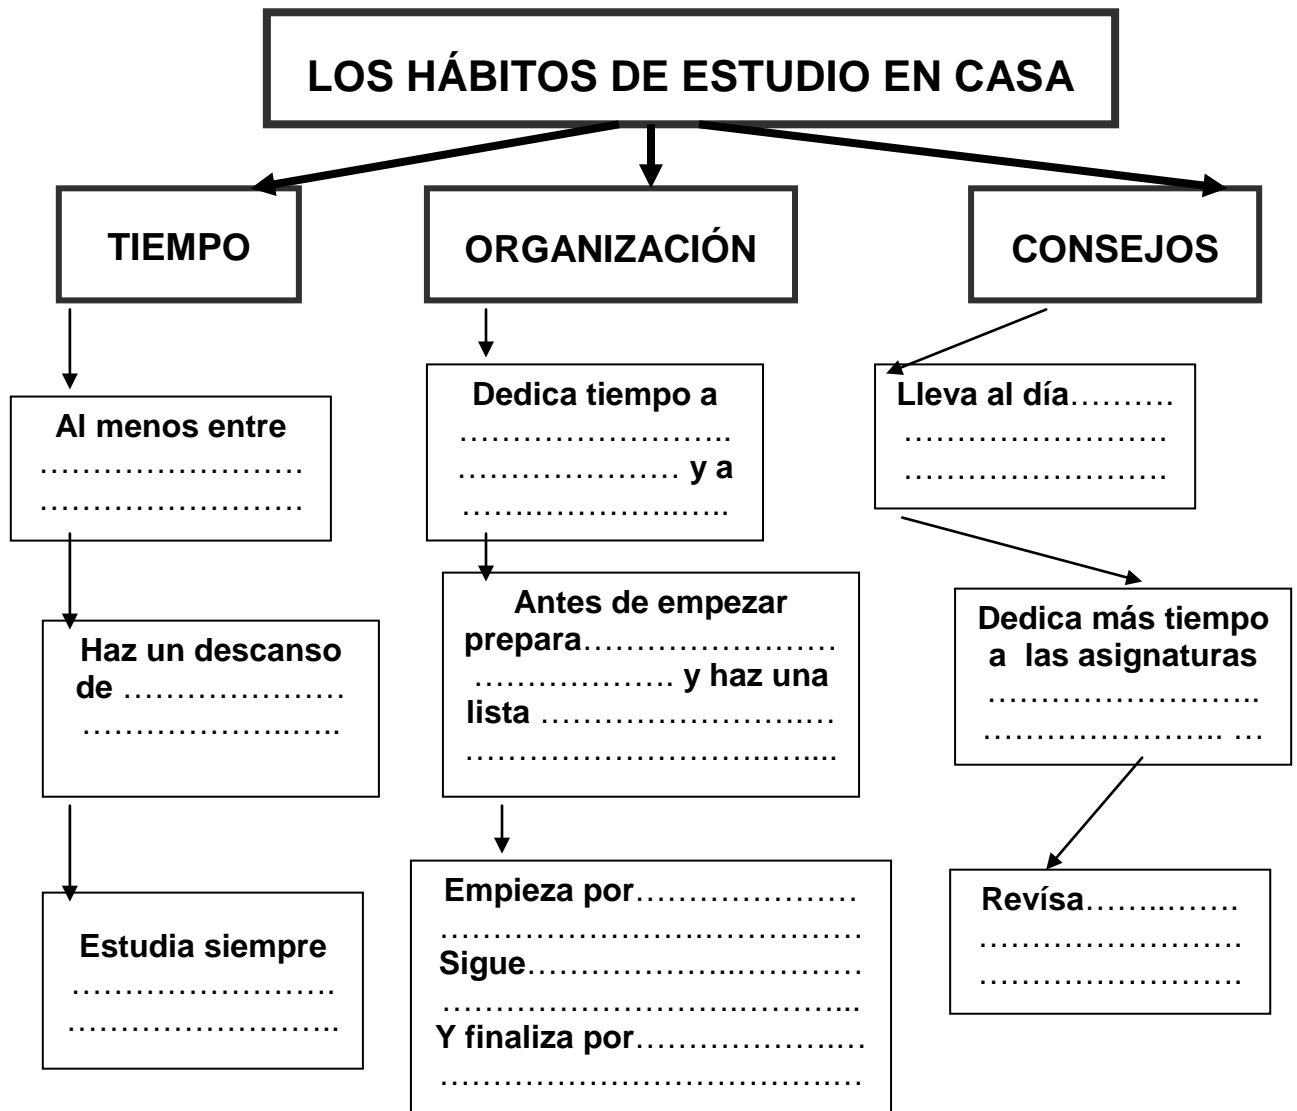 LOS HÁBITOS DE ESTUDIO EN CASA
TIEMPO
ORGANIZACIÓN
CONSEJOS
Al menos entre
……………………
……………………
Haz un descanso
de …………………
………………..…..
Estudia siempre
……………………
……………………..
Dedica tiempo a
……………………..
………………… y a
…….…………..…..
Antes de empezar
prepara……………………
………………. y haz una
lista …………………….…
………………………..…....
Empieza por…………………
…………………….……………
Sigue………………..…………
……………………………...
Y finaliza por……………….…
……………………………….…
Lleva al día……….
……………………
……………………
Dedica más tiempo
a las asignaturas
……………………..
………………….. …
Revísa……..…….
……………………
……………………